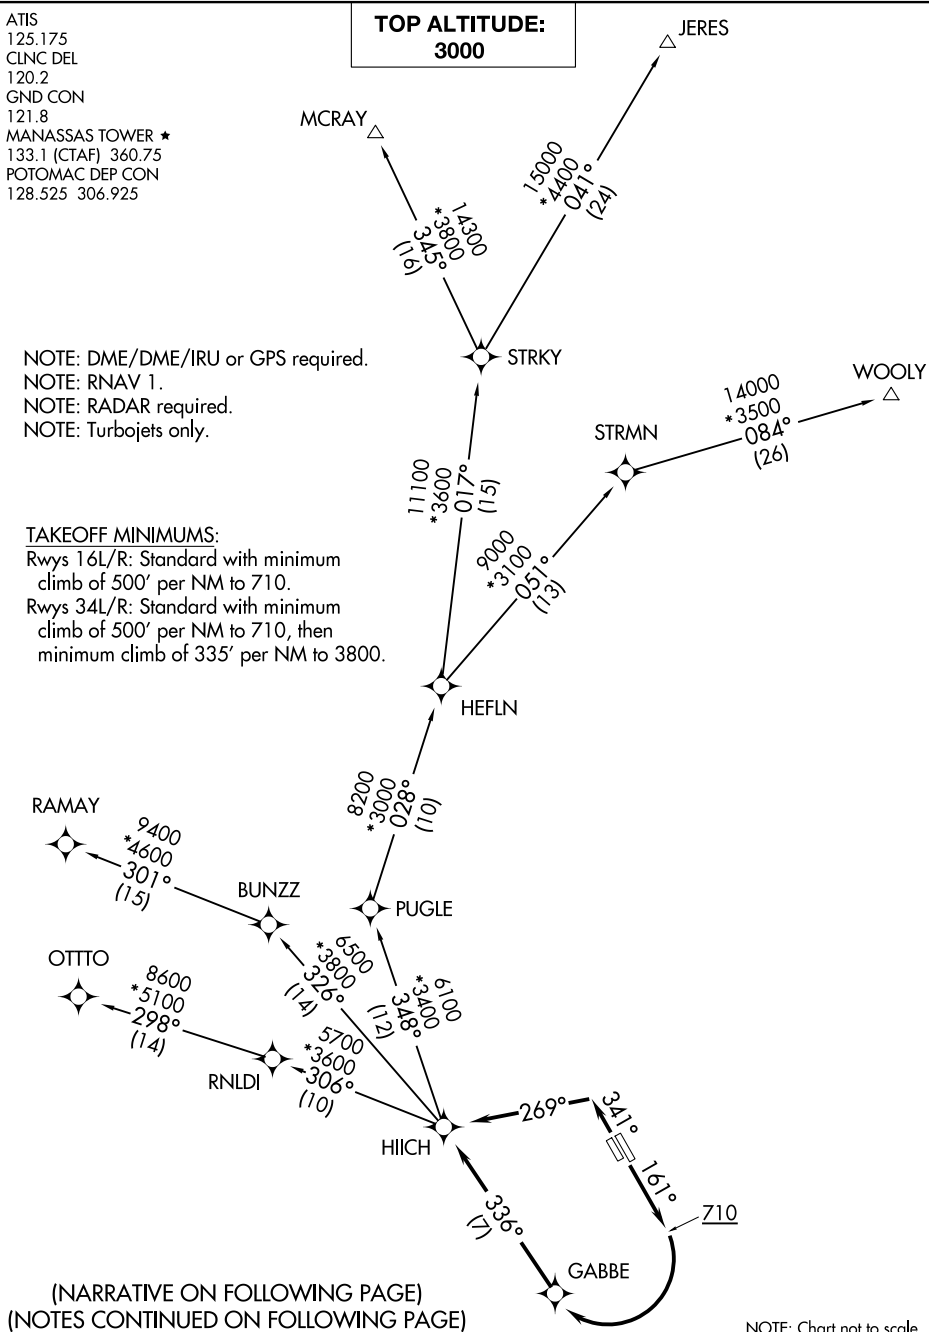 ATIS
125.175
CLNC DEL
120.2
GND CON
121.8
MANASSAS TOWER ★
133.1 (CTAF) 360.75
POTOMAC DEP CON
128.525 306.925
TOP ALTITUDE:
3000
JERES
MCRAY
15000
*4400
041°
(24)
14300
*3800
345°
(16)
NOTE: DME/DME/IRU or GPS required.
NOTE: RNAV 1.
NOTE: RADAR required.
NOTE: Turbojets only.
STRKY
WOOLY
14000
*3500
084°
(26)
STRMN
11100
*3600
017°
(15)
9000
*3100
051°
(13)
TAKEOFF MINIMUMS:
Rwys 16L/R: Standard with minimum
climb of 500' per NM to 710.
Rwys 34L/R: Standard with minimum
climb of 500' per NM to 710, then
minimum climb of 335' per NM to 3800.
HEFLN
8200
*3000
028°
(10)
RAMAY
9400
*4600
301°
(15)
BUNZZ
PUGLE
OTTTO
8600
*5100
298°
(14)
6500
*3800
326°
(14)
6100
*3400
348°
(12)
RNLDI
5700
*3600
306°
(10)
HIICH
269°
341°
161°
710
336°
(7)
GABBE
(NARRATIVE ON FOLLOWING PAGE)
(NOTES CONTINUED ON FOLLOWING PAGE)
NOTE: Chart not to scale